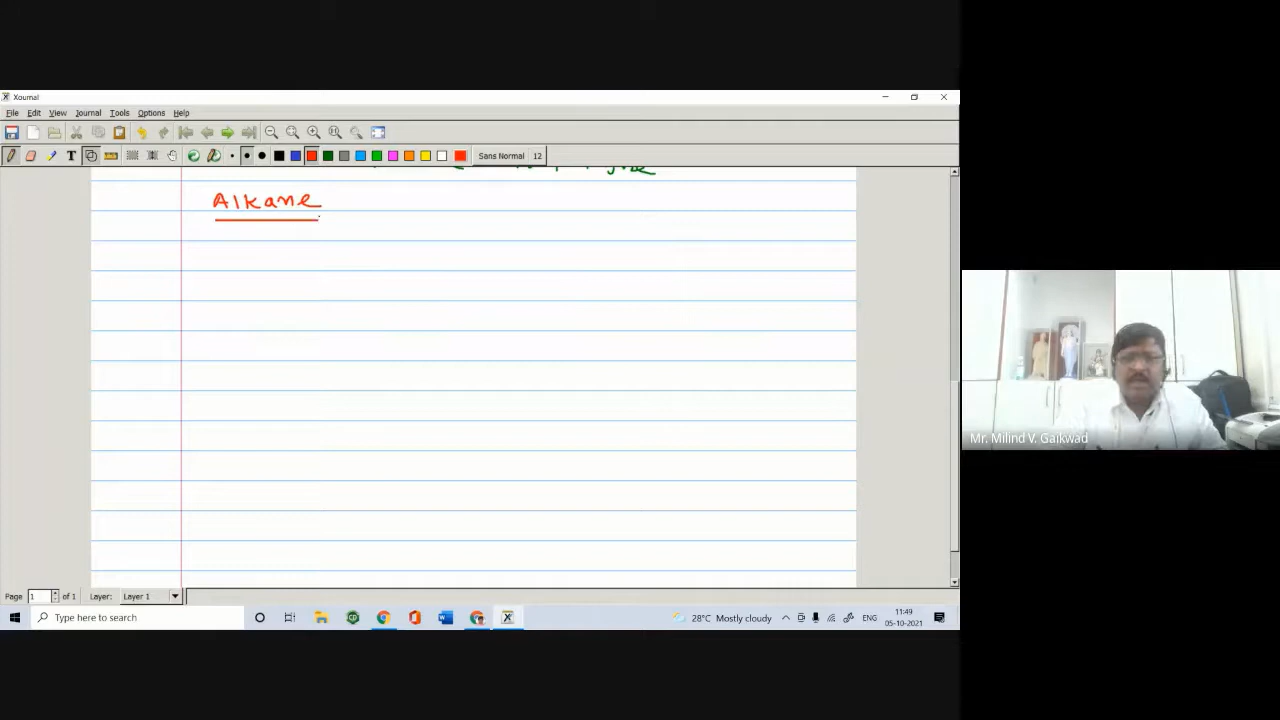 Xournal
File Edit View Journal Tools Options Help
Sans Normal 12
Alkane
Mr. Milind V. Gaikwad
Page 1 of 1 Layer: Layer 1
Type here to search
28°C Mostly cloudy
ENG
11:49
05-10-2021